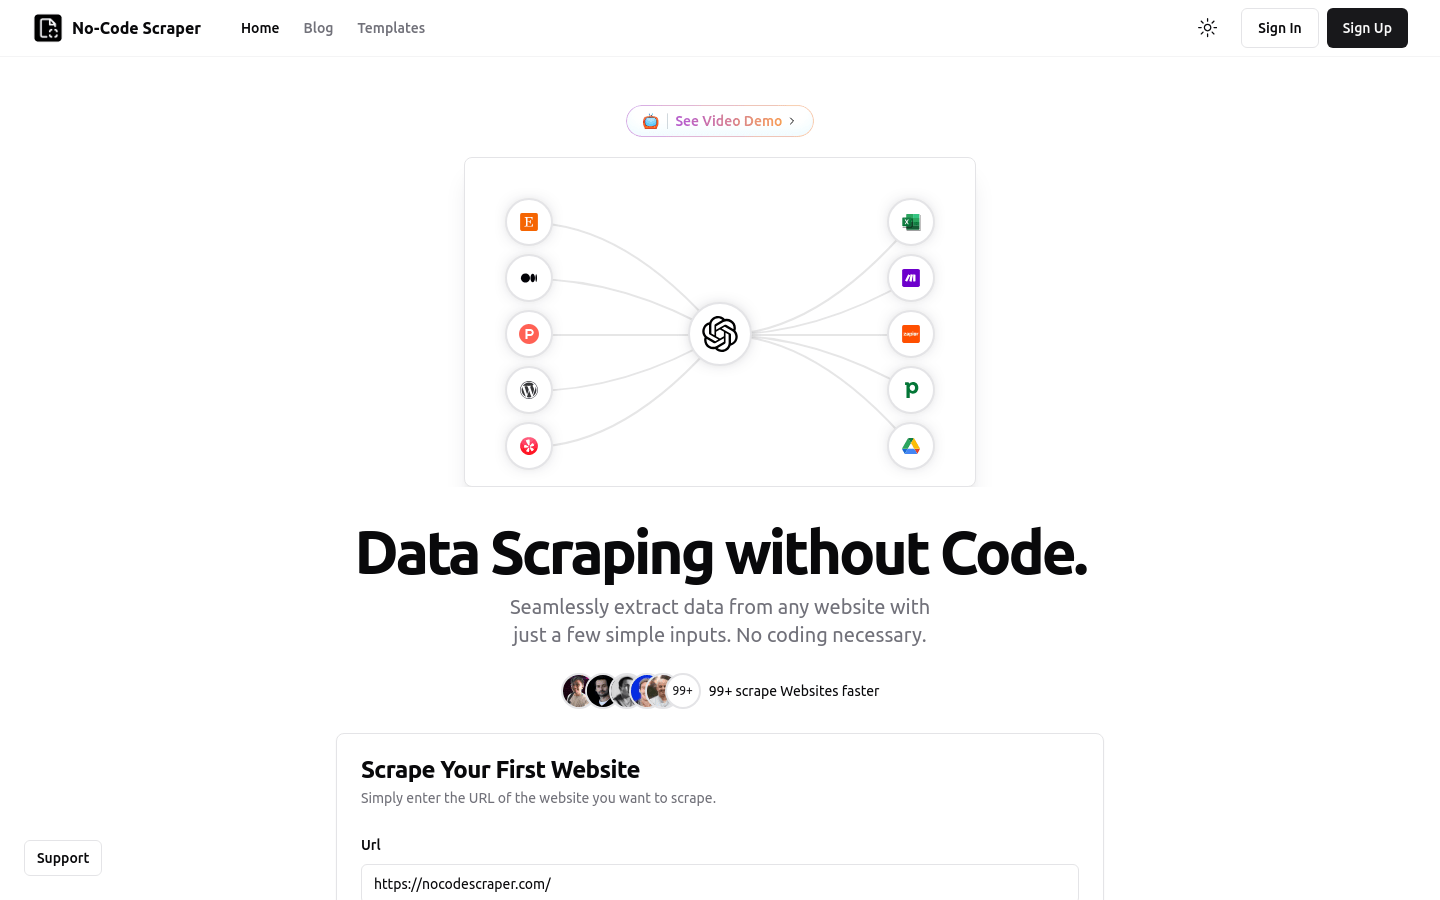 No-Code Scraper
Home
Blog
Templates
Sign In
Sign Up
See Video Demo
Data Scraping without Code.
Seamlessly extract data from any website with
just a few simple inputs. No coding necessary.
99+
99+ scrape Websites faster
Scrape Your First Website
Simply enter the URL of the website you want to scrape.
Url
https://nocodescraper.com/
Support